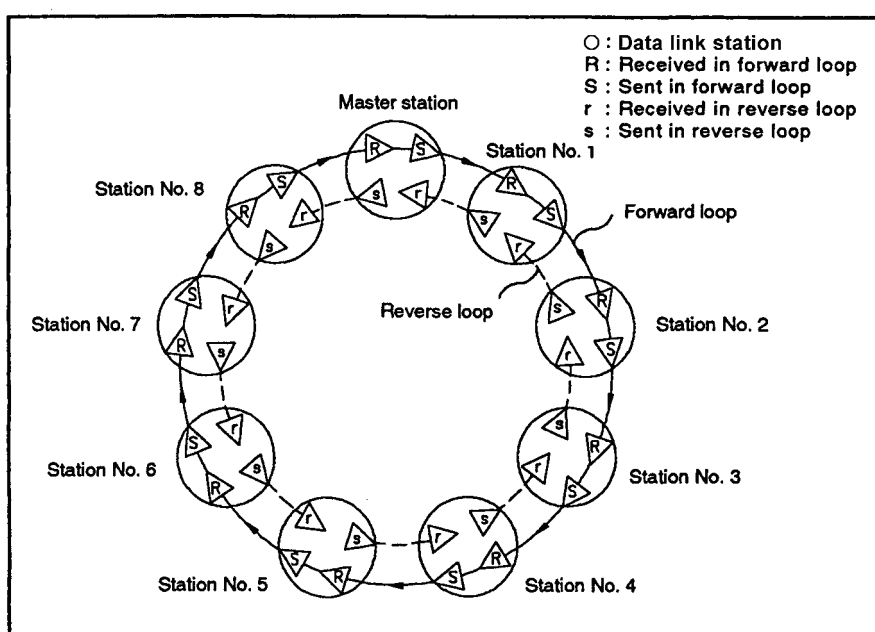 ○ : Data link station
R : Received in forward loop
S : Sent in forward loop
r : Received in reverse loop
s : Sent in reverse loop
Master station
R S
Station No. 1
s r
R S
s r
Station No. 8
R S
r s
Forward loop
Reverse loop
Station No. 7
S R
r s
Station No. 2
R S
s r
Station No. 6
S R
r s
Station No. 3
R S
s r
Station No. 5
r s
S R
Station No. 4
s r
R S